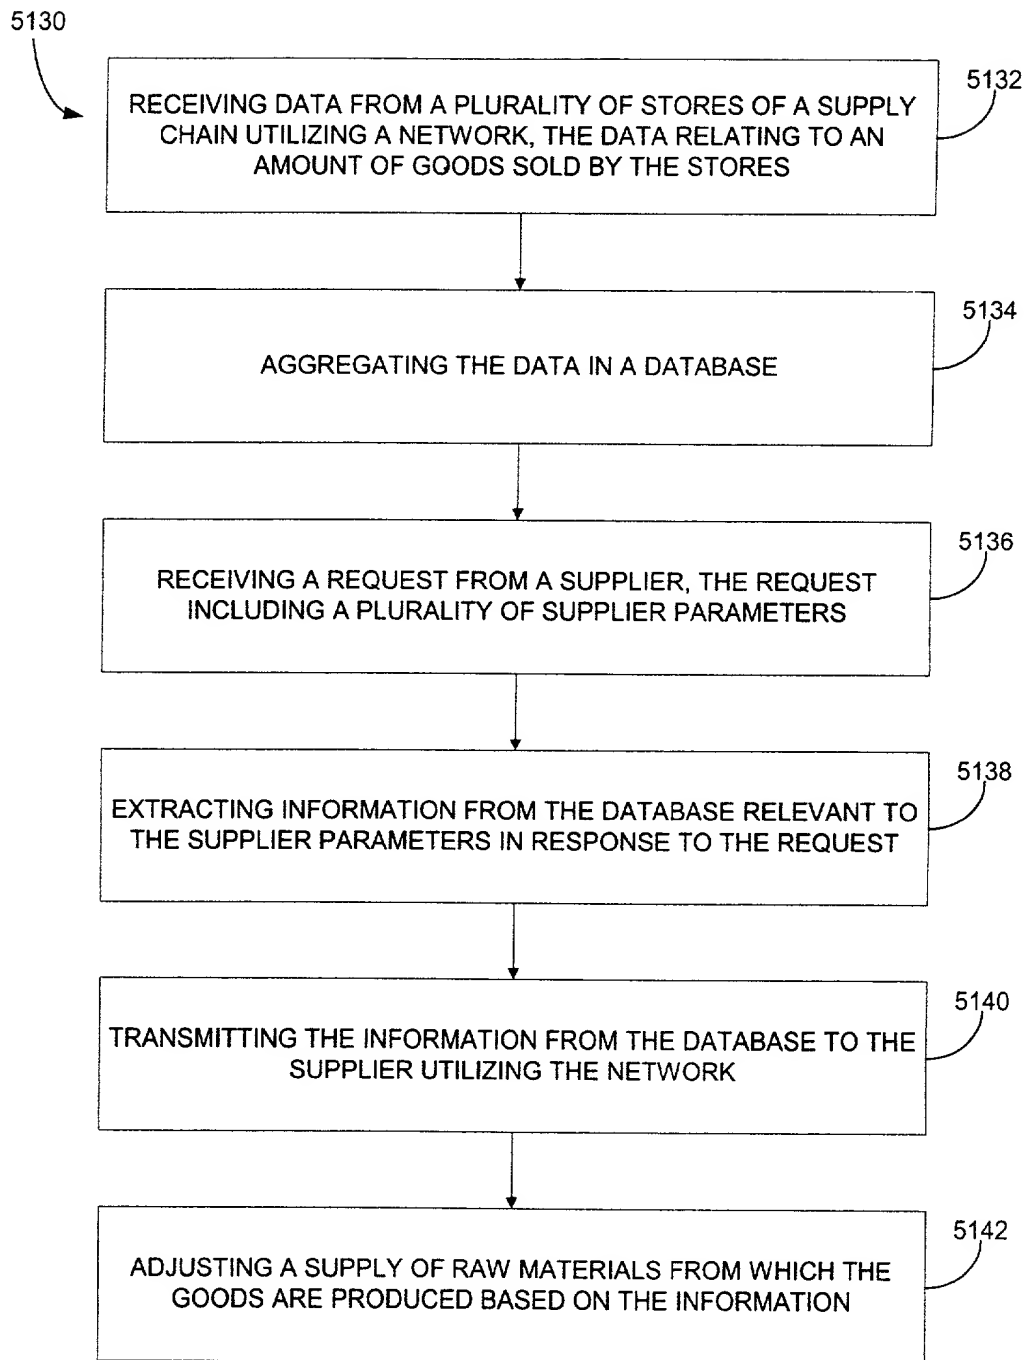 5130
5132
RECEIVING DATA FROM A PLURALITY OF STORES OF A SUPPLY
CHAIN UTILIZING A NETWORK, THE DATA RELATING TO AN
AMOUNT OF GOODS SOLD BY THE STORES
5134
AGGREGATING THE DATA IN A DATABASE
5136
RECEIVING A REQUEST FROM A SUPPLIER, THE REQUEST
INCLUDING A PLURALITY OF SUPPLIER PARAMETERS
5138
EXTRACTING INFORMATION FROM THE DATABASE RELEVANT TO
THE SUPPLIER PARAMETERS IN RESPONSE TO THE REQUEST
5140
TRANSMITTING THE INFORMATION FROM THE DATABASE TO THE
SUPPLIER UTILIZING THE NETWORK
5142
ADJUSTING A SUPPLY OF RAW MATERIALS FROM WHICH THE
GOODS ARE PRODUCED BASED ON THE INFORMATION